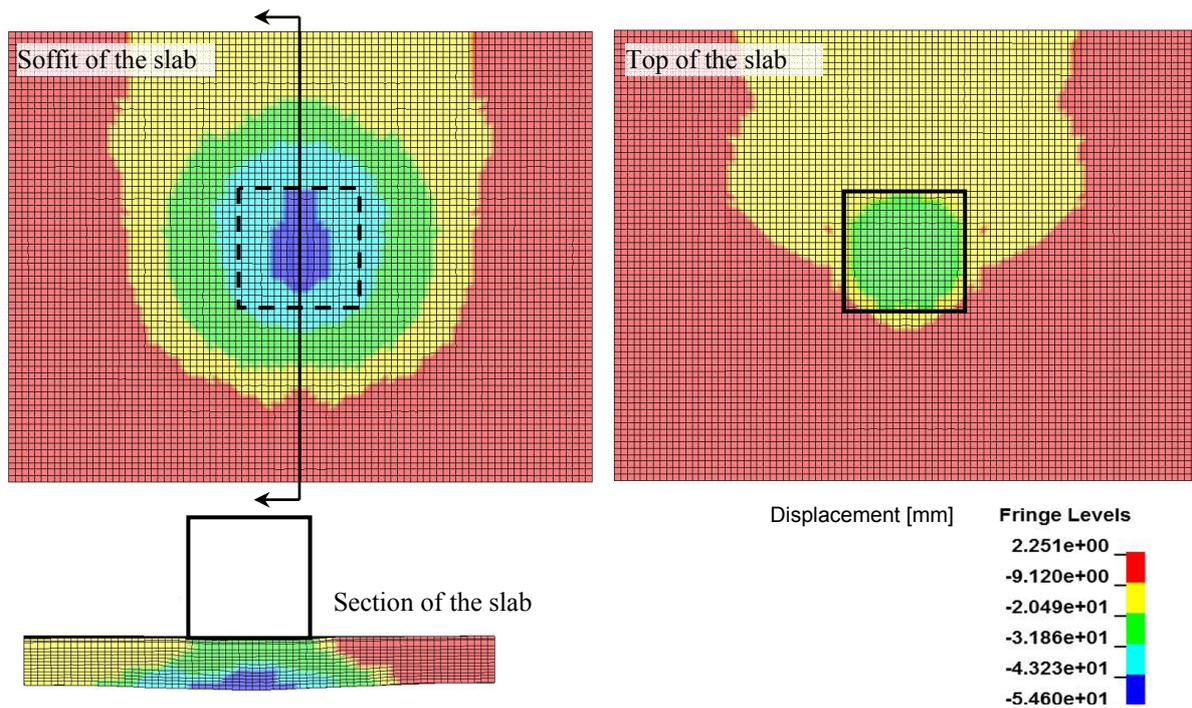 Soffit of the slab
Top of the slab
Section of the slab
Displacement [mm]
Fringe Levels
2.251e+00
-9.120e+00
-2.049e+01
-3.186e+01
-4.323e+01
-5.460e+01